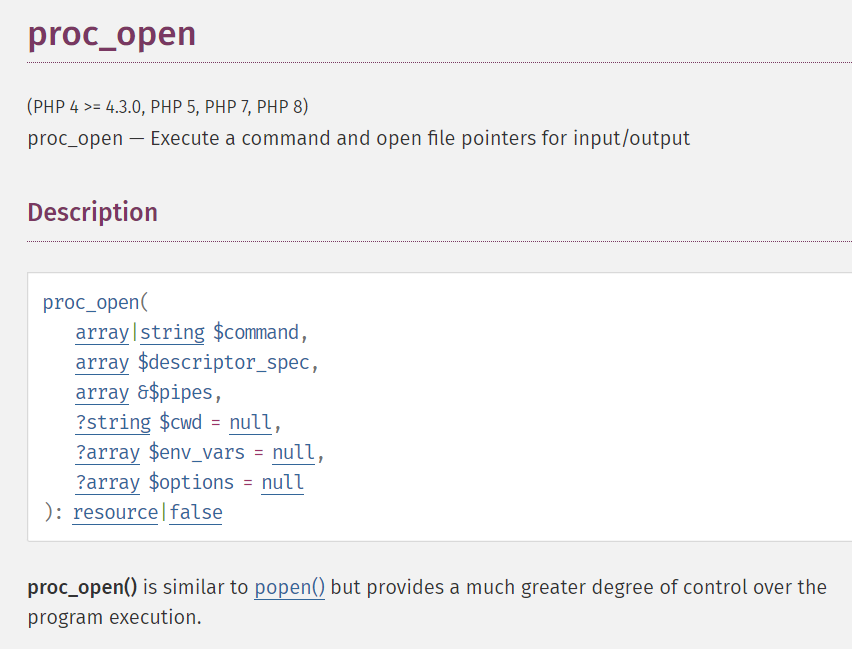 proc_open
(PHP 4 >= 4.3.0, PHP 5, PHP 7, PHP 8)
proc_open — Execute a command and open file pointers for input/output
Description
proc_open(
array|string $command,
array $descriptor_spec,
array &$pipes,
?string $cwd = null,
?array $env_vars = null,
?array $options = null
): resource|false
proc_open() is similar to popen() but provides a much greater degree of control over the
program execution.